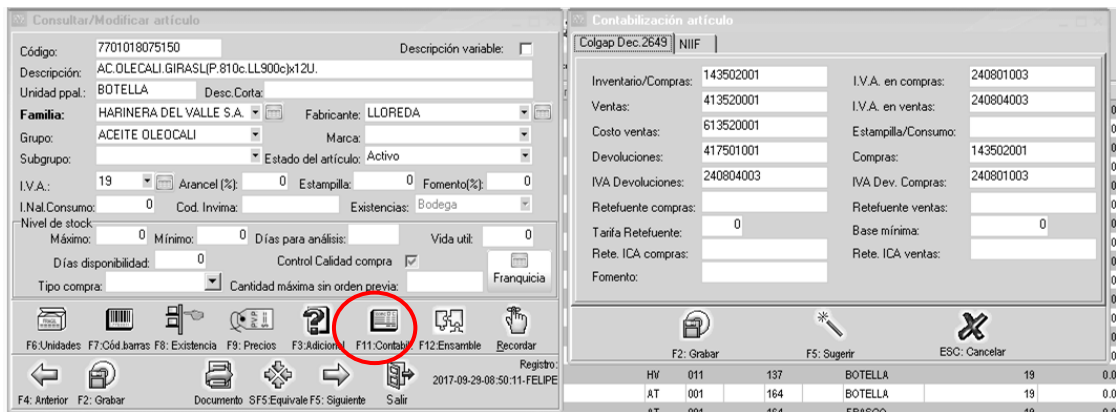 Consultar/Modificar artículo
Código: 7701018075150 Descripción variable:
Descripción: AC.OLECALI.GIRASL(P.810c.LL900c)x12U.
Unidad ppal.: BOTELLA Desc.Corta:
Familia: HARINERA DEL VALLE S.A. Fabricante: LLOREDA
Grupo: ACEITE OLEOCALI Marca:
Subgrupo: Estado del artículo: Activo
I.V.A.: 19 Arancel (%): 0 Estampilla: 0 Fomento(%): 0
I.Nal.Consumo: 0 Cod. Invima: Existencias: Bodega
Nivel de stock
Máximo: 0 Mínimo: 0 Días para análisis: Vida util: 0
Días disponibilidad: 0 Control Calidad compra
Tipo compra: Cantidad máxima sin orden previa: Franquicia
F6:Unidades F7:Cód.barras F8: Existencia F9: Precios F3:Adicional F11:Contabil. F12:Ensamble Recordar
Registro:
2017-09-29-08:50:11-FELIPE
F4: Anterior F2: Grabar Documento SF5:Equivale F5: Siguiente Salir
Contabilización artículo
Colgap Dec.2649 NIIF
Inventario/Compras: 143502001 I.V.A. en compras: 240801003
Ventas: 413520001 I.V.A. en ventas: 240804003
Costo ventas: 613520001 Estampilla/Consumo:
Devoluciones: 417501001 Compras: 143502001
IVA Devoluciones: 240804003 IVA Dev. Compras: 240801003
Retefuente compras: Retefuente ventas:
Tarifa Retefuente: 0 Base mínima: 0
Rete. ICA compras: Rete. ICA ventas:
Fomento:
F2: Grabar F5: Sugerir ESC: Cancelar
HV 011 137 BOTELLA 19 0.0
AT 001 164 BOTELLA 19 0.0